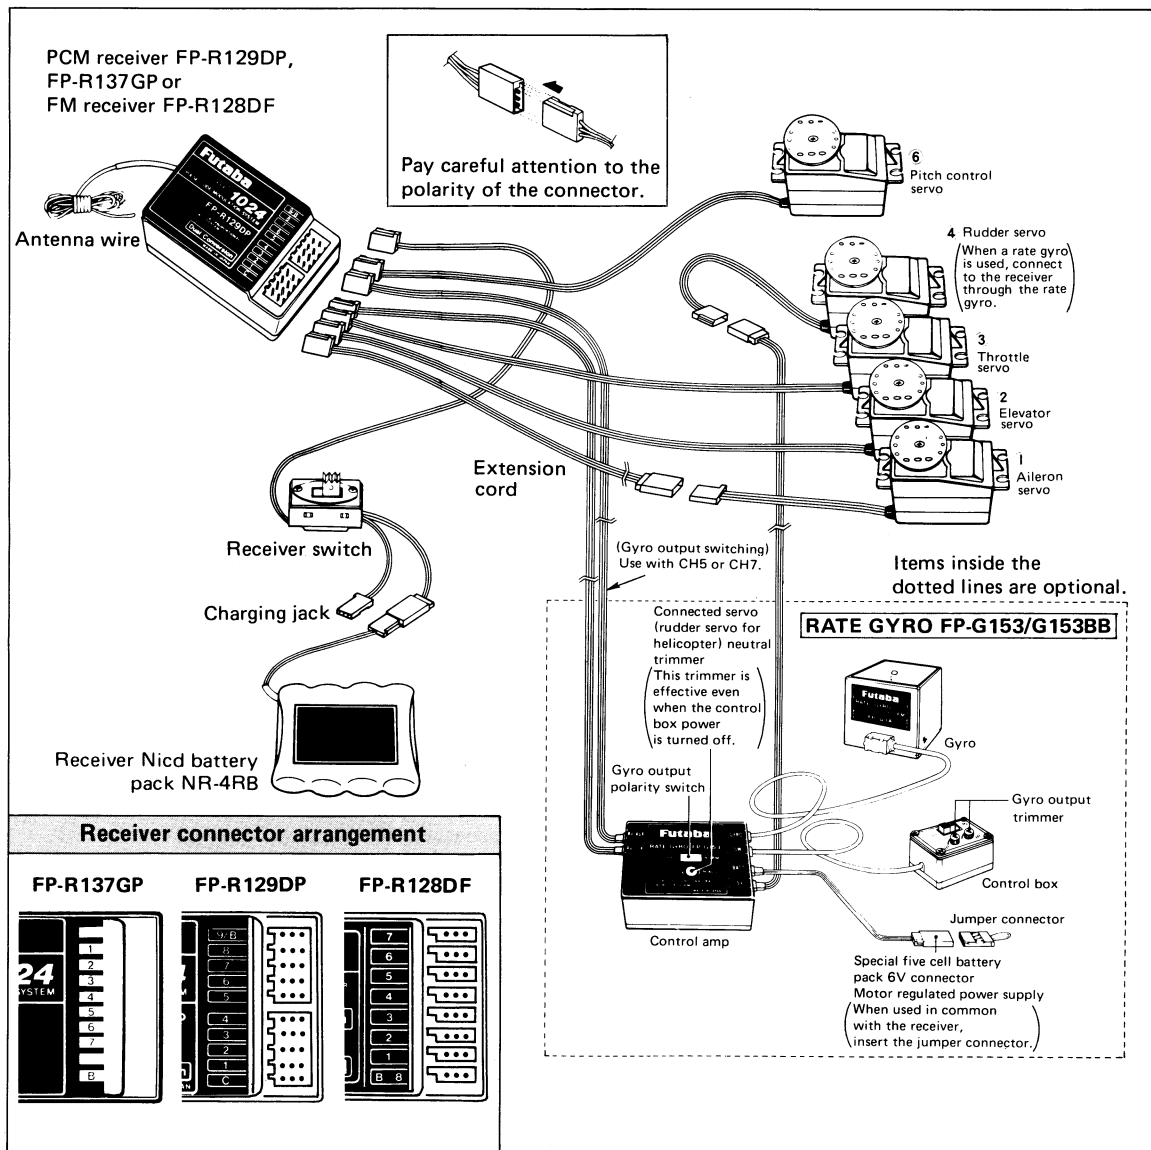 PCM receiver FP-R129DP,
FP-R137GP or
FM receiver FP-R128DF
Pay careful attention to the
polarity of the connector.
Futaba
1024
FP-R129DP
Dual Conversion
Antenna wire
6
Pitch control
servo
4 Rudder servo
(When a rate gyro
is used, connect
to the receiver
through the rate
gyro.)
3
Throttle
servo
2
Elevator
servo
1
Aileron
servo
Extension
cord
Receiver switch
Charging jack
Receiver Nicd battery
pack NR-4RB
(Gyro output switching)
Use with CH5 or CH7.
Items inside the
dotted lines are optional.
RATE GYRO FP-G153/G153BB
Connected servo
(rudder servo for
helicopter) neutral
trimmer
(This trimmer is
effective even
when the control
box power
is turned off.)
Gyro output
polarity switch
Futaba
RATE GYRO
Gyro
Gyro output
trimmer
Control box
Futaba
RATE GYRO
Control amp
Jumper connector
Special five cell battery
pack 6V connector
Motor regulated power supply
(When used in common
with the receiver,
insert the jumper connector.)
Receiver connector arrangement
FP-R137GP
24
SYSTEM
1
2
3
4
5
6
7
B
FP-R129DP
9/B
8
7
6
5
4
3
2
1
C
FP-R128DF
7
6
5
4
3
2
1
B 8